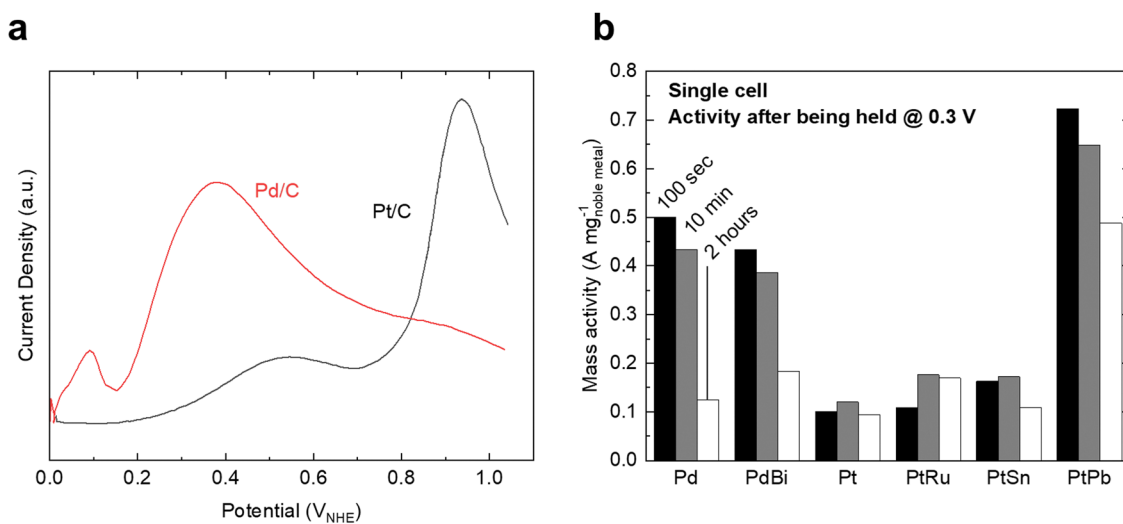 a
Current Density (a.u.)
Pd/C
Pt/C
0.0 0.2 0.4 0.6 0.8 1.0
Potential (V_NHE)
b
Mass activity (A mg⁻¹_noble metal)
0.8
0.7
0.6
0.5
0.4
0.3
0.2
0.1
0.0
Single cell
Activity after being held @ 0.3 V
100 sec
10 min
2 hours
Pd PdBi Pt PtRu PtSn PtPb